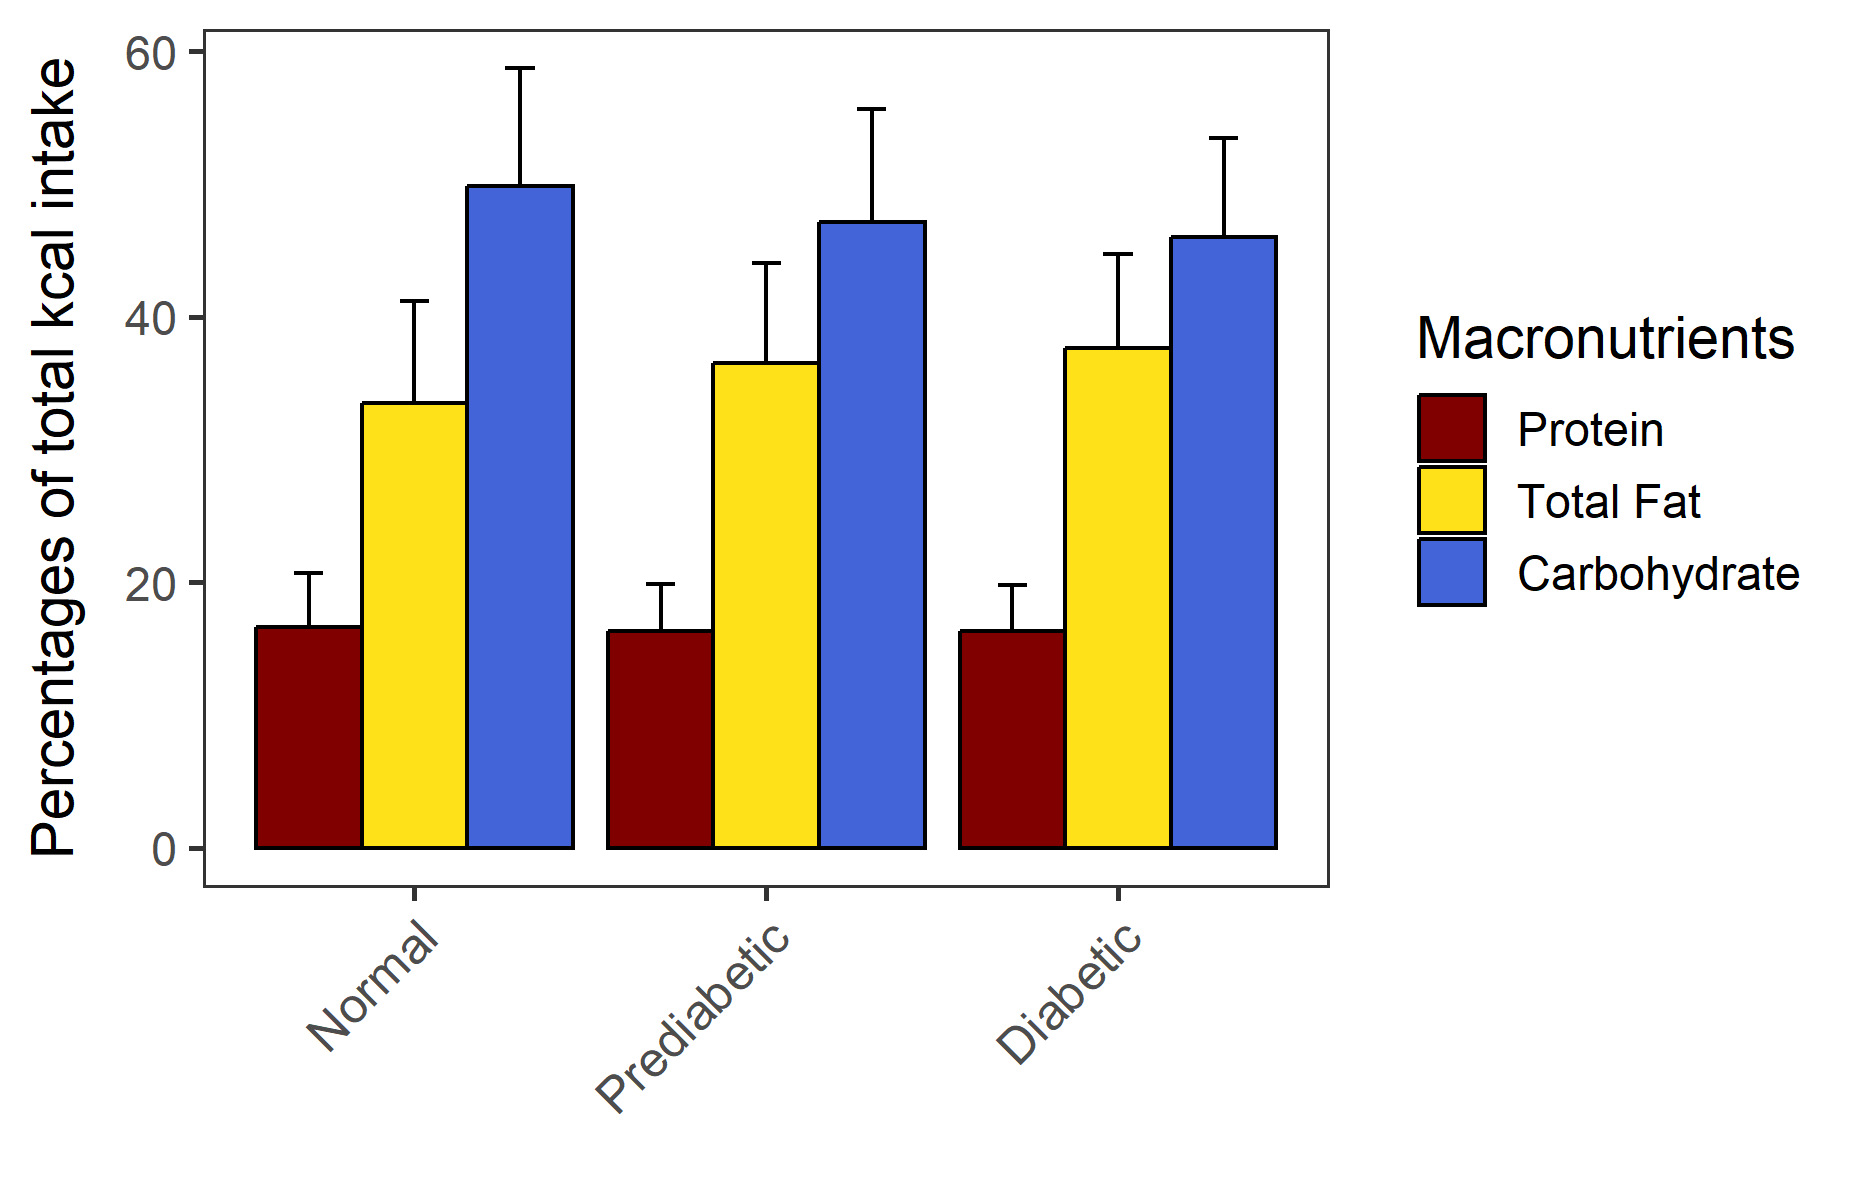 Percentages of total kcal intake
60
40
20
0
Normal
Prediabetic
Diabetic
Macronutrients
Protein
Total Fat
Carbohydrate